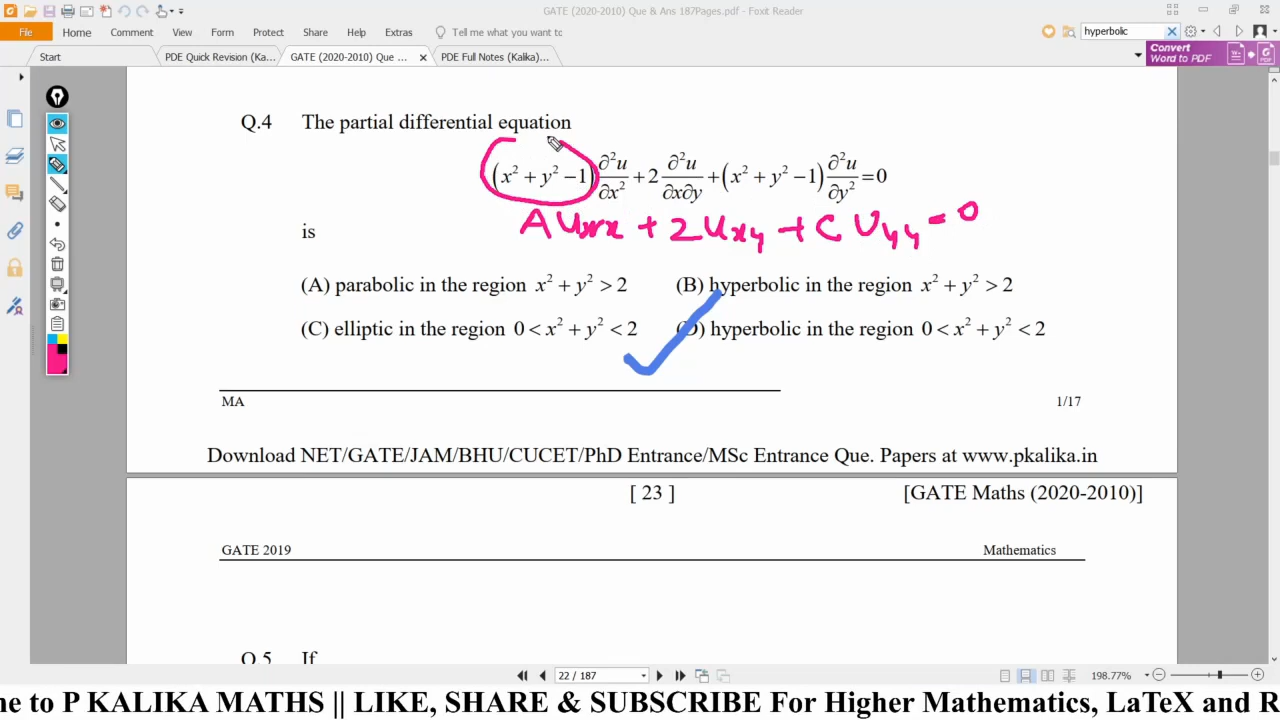 GATE (2020-2010) Que & Ans 187Pages.pdf - Foxit Reader
File Home Comment View Form Protect Share Help Extras Tell me what you want to hyperbolic
Convert
Word to PDF
Start PDE Quick Revision (Ka... GATE (2020-2010) Que ... PDE Full Notes (Kalika)...
Q.4 The partial differential equation
(x² + y² −1) ∂²u/∂x² + 2 ∂²u/∂x∂y + (x² + y² −1) ∂²u/∂y² = 0
A Uxx + 2 Uxy + C Uyy = 0
is
(A) parabolic in the region x² + y² > 2 (B) hyperbolic in the region x² + y² > 2
(C) elliptic in the region 0 < x² + y² < 2 (D) hyperbolic in the region 0 < x² + y² < 2
MA 1/17
Download NET/GATE/JAM/BHU/CUCET/PhD Entrance/MSc Entrance Que. Papers at www.pkalika.in
[ 23 ] [GATE Maths (2020-2010)]
GATE 2019 Mathematics
Q.5 If
22 / 187 198.77%
ne to P KALIKA MATHS || LIKE, SHARE & SUBSCRIBE For Higher Mathematics, LaTeX and R